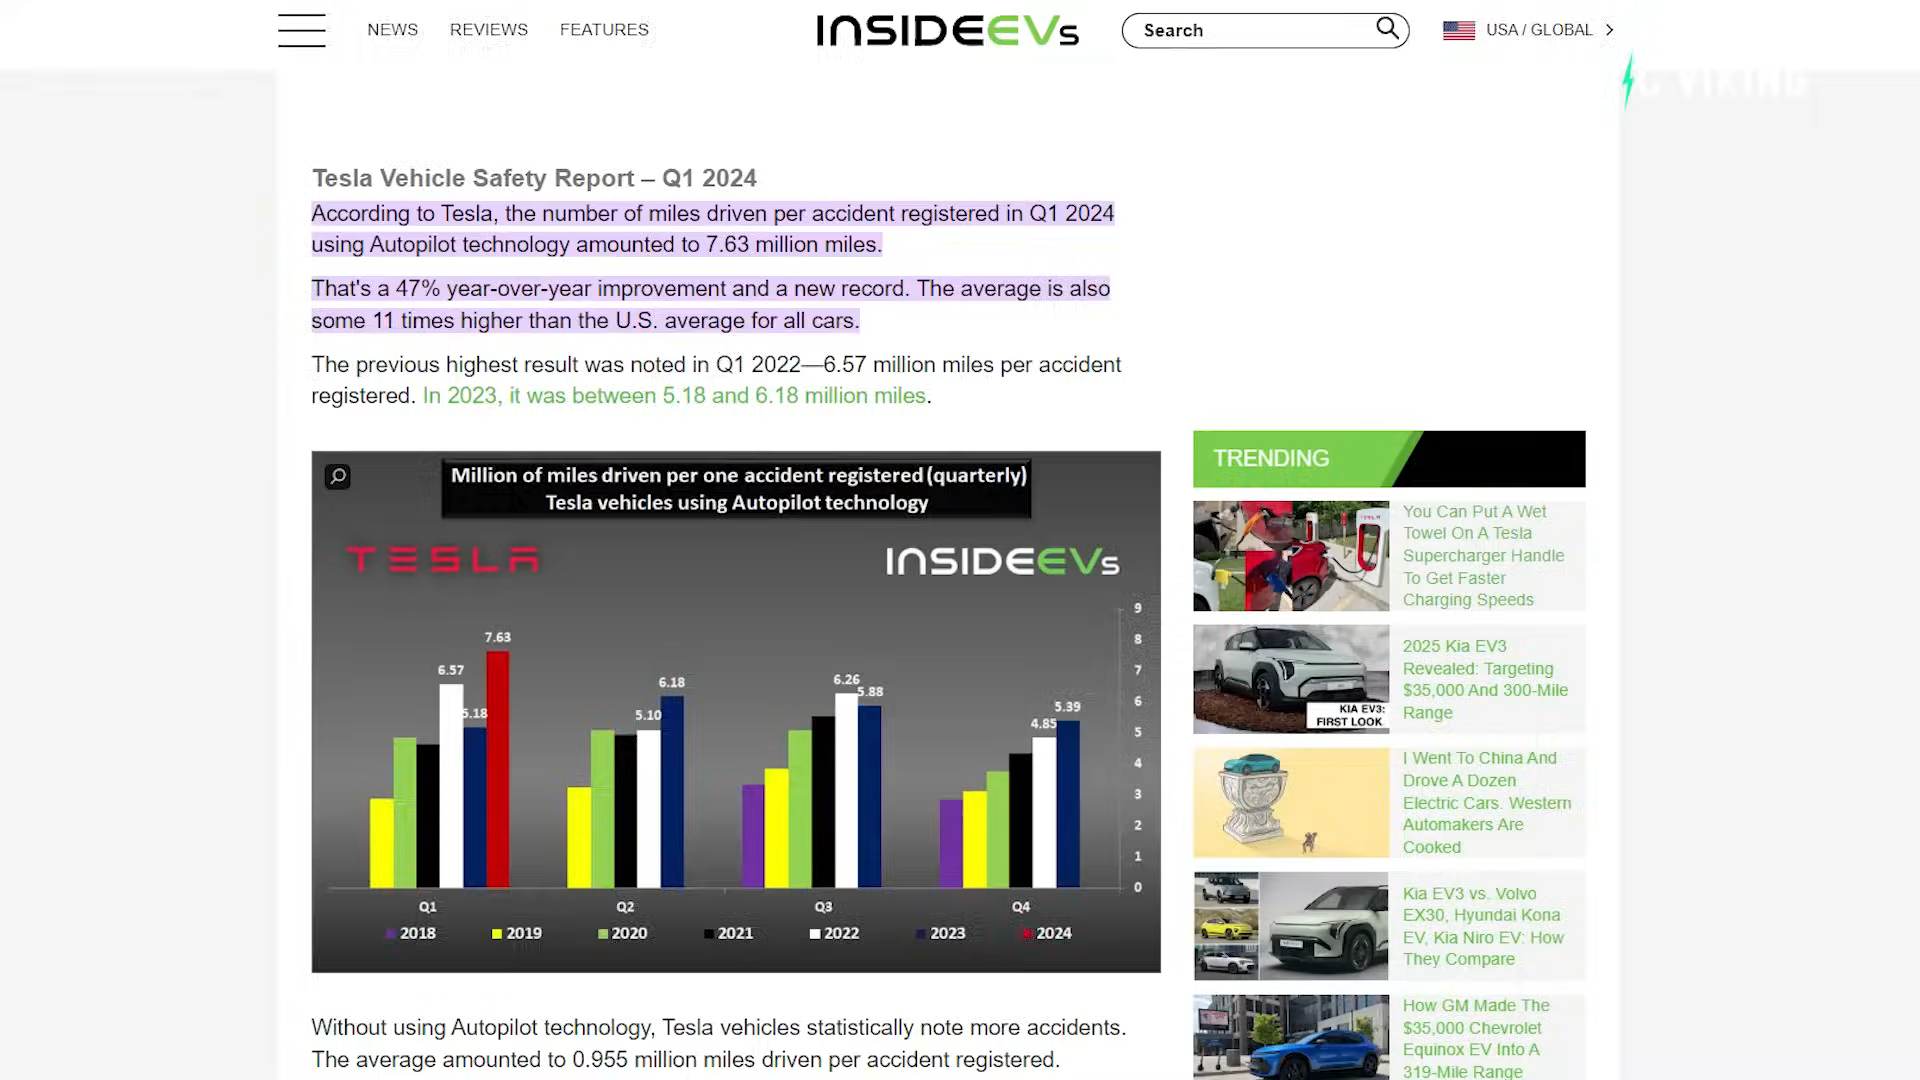 NEWS REVIEWS FEATURES
INSIDEEVs
Search
USA / GLOBAL
VIKING
Tesla Vehicle Safety Report – Q1 2024
According to Tesla, the number of miles driven per accident registered in Q1 2024
using Autopilot technology amounted to 7.63 million miles.
That's a 47% year-over-year improvement and a new record. The average is also
some 11 times higher than the U.S. average for all cars.
The previous highest result was noted in Q1 2022—6.57 million miles per accident
registered. In 2023, it was between 5.18 and 6.18 million miles.
Million of miles driven per one accident registered (quarterly)
Tesla vehicles using Autopilot technology
TESLA
INSIDEEVs
9
8
7
6
5
4
3
2
1
0
7.63
6.57
5.18
6.18
5.10
6.26
5.88
5.39
4.85
Q1 Q2 Q3 Q4
2018 2019 2020 2021 2022 2023 2024
Without using Autopilot technology, Tesla vehicles statistically note more accidents.
The average amounted to 0.955 million miles driven per accident registered.
TRENDING
You Can Put A Wet
Towel On A Tesla
Supercharger Handle
To Get Faster
Charging Speeds
KIA EV3:
FIRST LOOK
2025 Kia EV3
Revealed: Targeting
$35,000 And 300-Mile
Range
I Went To China And
Drove A Dozen
Electric Cars. Western
Automakers Are
Cooked
Kia EV3 vs. Volvo
EX30, Hyundai Kona
EV, Kia Niro EV: How
They Compare
How GM Made The
$35,000 Chevrolet
Equinox EV Into A
319-Mile Range